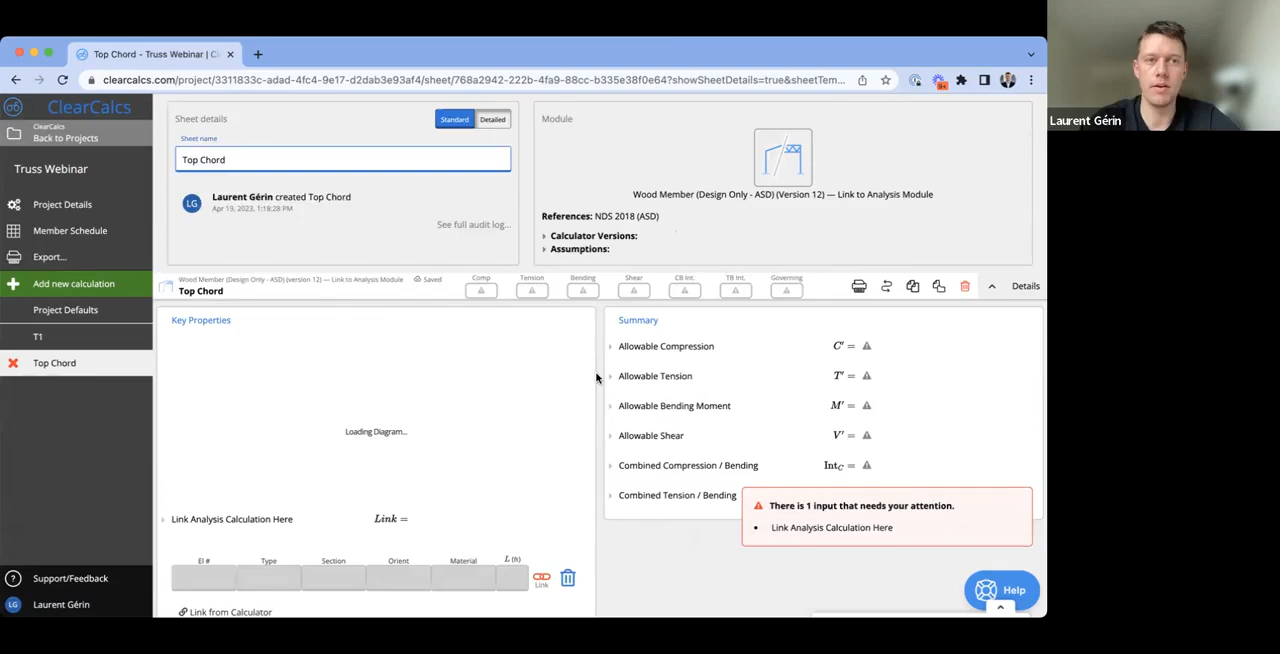 Top Chord - Truss Webinar | Cl
clearcalcs.com/project/3311833c-adad-4fc4-9e17-d2dab3e93af4/sheet/768a2942-222b-4fa9-88cc-b335e38f0e64?showSheetDetails=true&sheetTem...
9+
Laurent Gérin
ClearCalcs
ClearCalcs
Back to Projects
Truss Webinar
Project Details
Member Schedule
Export...
Add new calculation
Project Defaults
T1
Top Chord
Support/Feedback
LG Laurent Gérin
Sheet details
Standard Detailed
Sheet name
Top Chord
LG Laurent Gérin created Top Chord
Apr 19, 2023, 1:18:28 PM
See full audit log...
Module
Wood Member (Design Only - ASD) (Version 12) — Link to Analysis Module
References: NDS 2018 (ASD)
Calculator Versions:
Assumptions:
Wood Member (Design Only - ASD) (version 12) — Link to Analysis Module Saved
Top Chord
Comp Tension Bending Shear CB Int. TB Int. Governing
Details
Key Properties
Loading Diagram...
Link Analysis Calculation Here Link =
El # Type Section Orient Material L (ft)
Link
Link from Calculator
Summary
Allowable Compression C′ =
Allowable Tension T′ =
Allowable Bending Moment M′ =
Allowable Shear V′ =
Combined Compression / Bending Int_C =
Combined Tension / Bending
There is 1 input that needs your attention.
• Link Analysis Calculation Here
Help